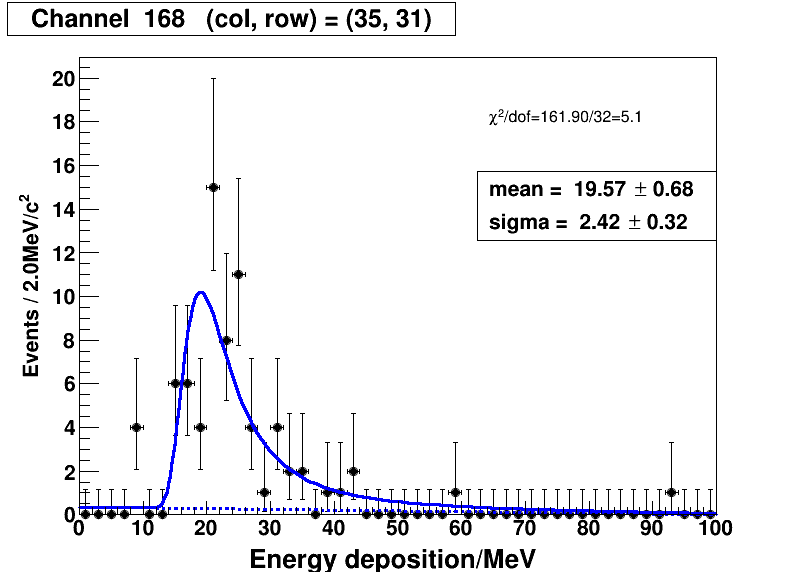 Channel 168 (col, row) = (35, 31)
χ²/dof=161.90/32=5.1
mean = 19.57 ± 0.68
sigma = 2.42 ± 0.32
Events / 2.0MeV/c²
20
18
16
14
12
10
8
6
4
2
0
0 10 20 30 40 50 60 70 80 90 100
Energy deposition/MeV